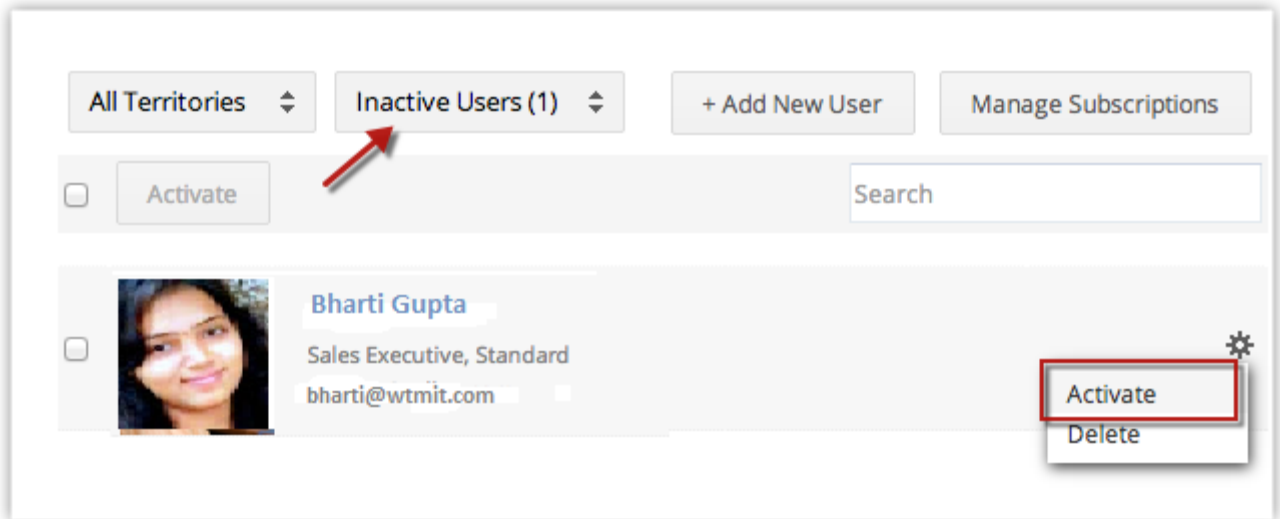 All Territories
Inactive Users (1)
+ Add New User
Manage Subscriptions
Activate
Search
Bharti Gupta
Sales Executive, Standard
bharti@wtmit.com
Activate
Delete